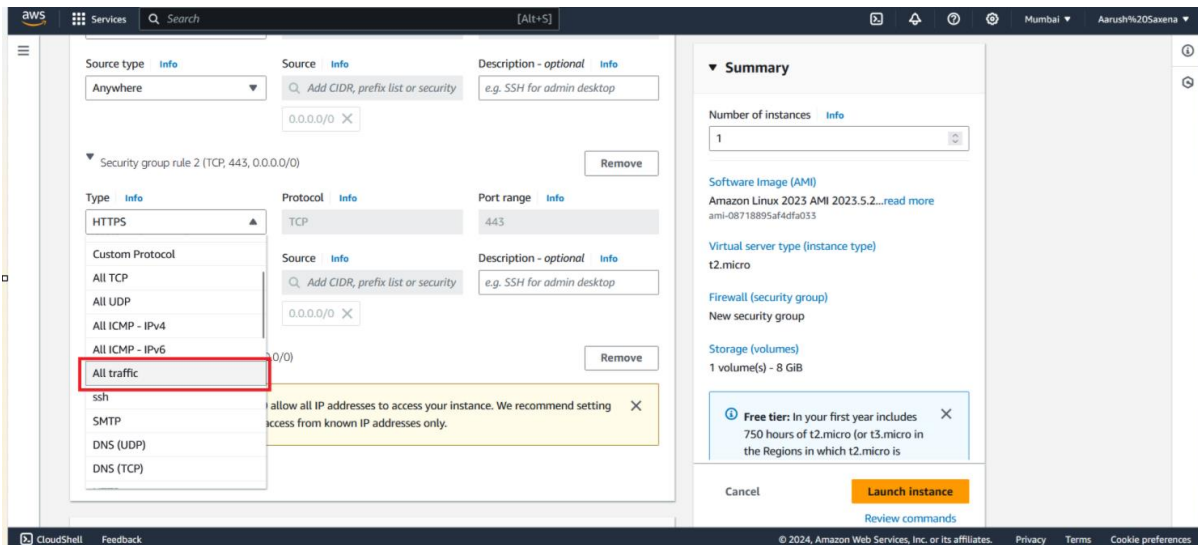 aws Services Search [Alt+S] Mumbai Aarush%20Saxena
Source type Info Source Info Description - optional Info
Anywhere Add CIDR, prefix list or security e.g. SSH for admin desktop
0.0.0.0/0
Security group rule 2 (TCP, 443, 0.0.0.0/0) Remove
Type Info Protocol Info Port range Info
HTTPS TCP 443
Custom Protocol
All TCP
All UDP
All ICMP - IPv4
All ICMP - IPv6
All traffic
ssh
SMTP
DNS (UDP)
DNS (TCP)
Source Info Description - optional Info
Add CIDR, prefix list or security e.g. SSH for admin desktop
0.0.0.0/0
0/0) Remove
allow all IP addresses to access your instance. We recommend setting
access from known IP addresses only.
Summary
Number of instances Info
1
Software Image (AMI)
Amazon Linux 2023 AMI 2023.5.2...read more
ami-08718895af4dfa033
Virtual server type (instance type)
t2.micro
Firewall (security group)
New security group
Storage (volumes)
1 volume(s) - 8 GiB
Free tier: In your first year includes
750 hours of t2.micro (or t3.micro in
the Regions in which t2.micro is
Cancel Launch instance
Review commands
CloudShell Feedback © 2024, Amazon Web Services, Inc. or its affiliates. Privacy Terms Cookie preferences